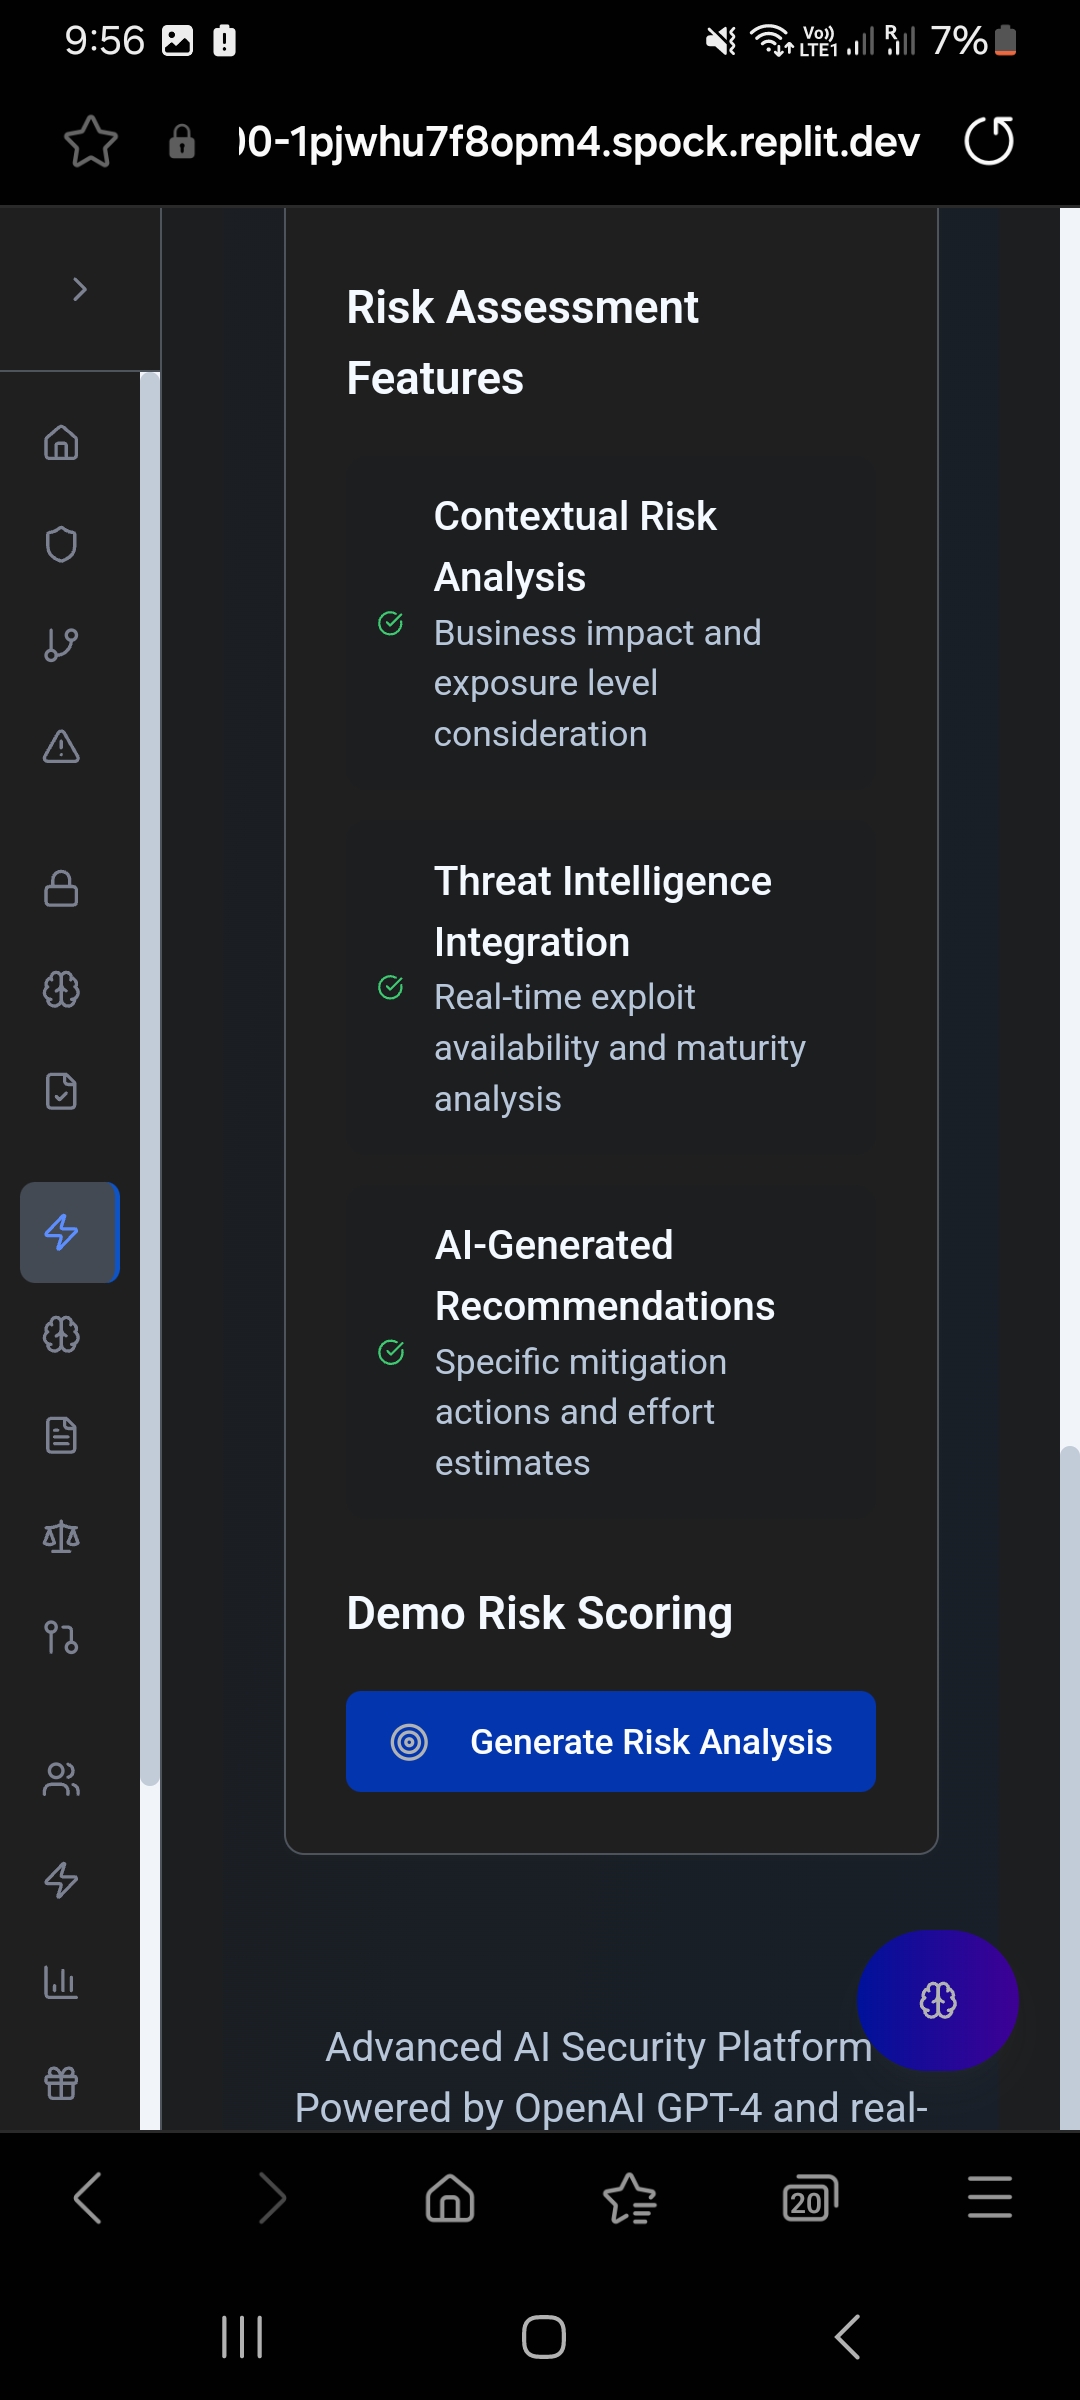 9:56
Vo))
LTE1
R
7%
00-1pjwhu7f8opm4.spock.replit.dev
Risk Assessment
Features
Contextual Risk
Analysis
Business impact and
exposure level
consideration
Threat Intelligence
Integration
Real-time exploit
availability and maturity
analysis
AI-Generated
Recommendations
Specific mitigation
actions and effort
estimates
Demo Risk Scoring
Generate Risk Analysis
Advanced AI Security Platform
Powered by OpenAI GPT-4 and real-
20